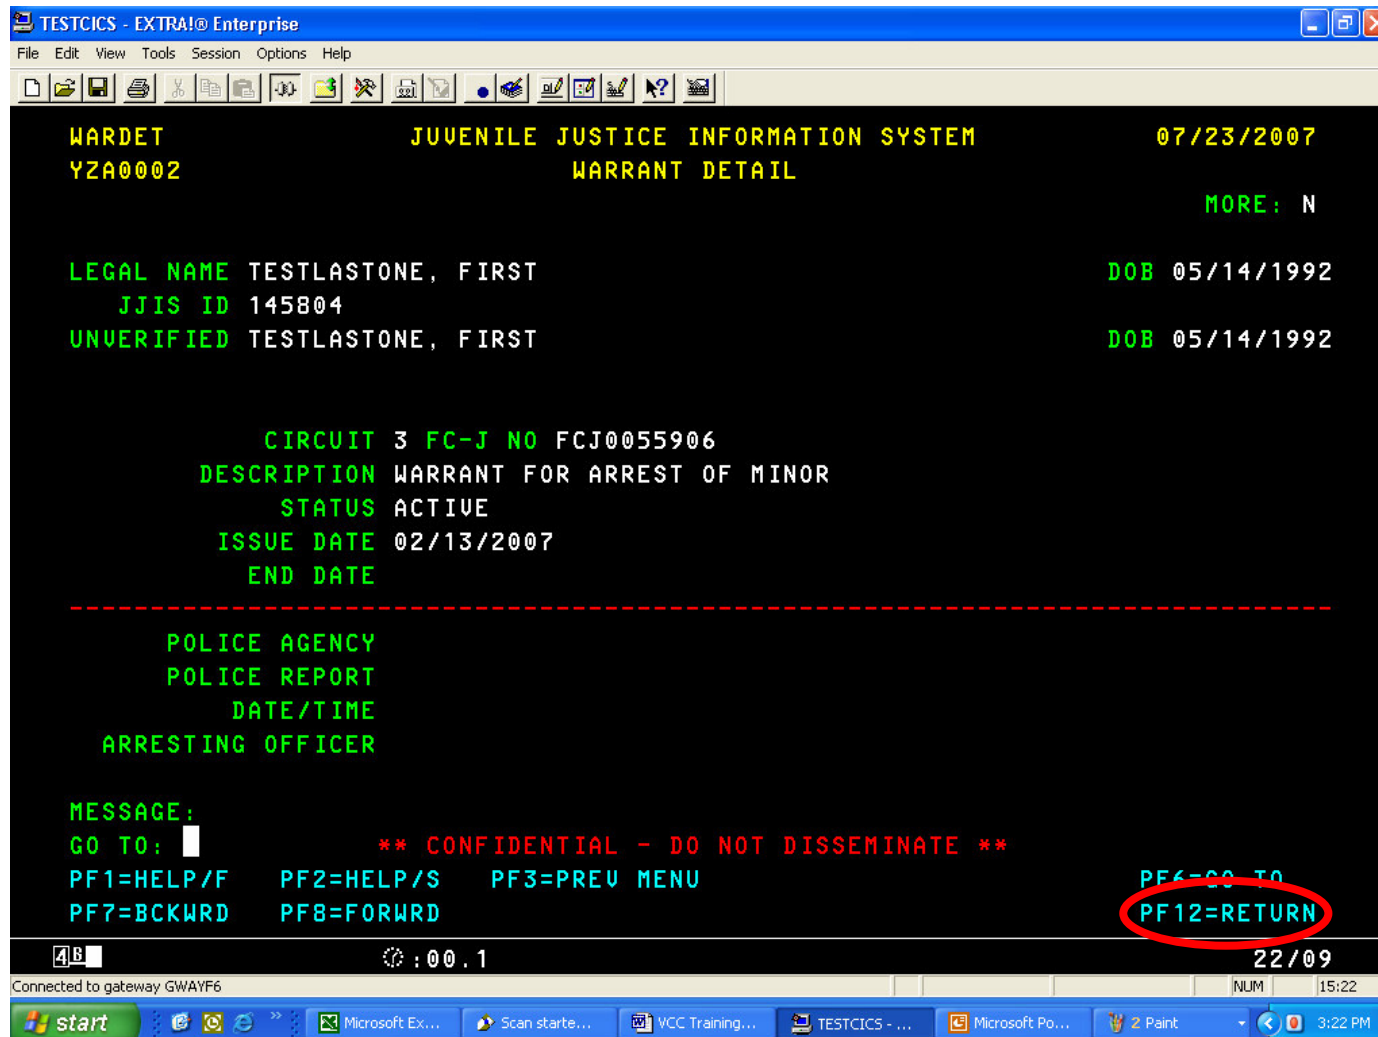 TESTCICS - EXTRA!® Enterprise
File Edit View Tools Session Options Help
WARDET JUVENILE JUSTICE INFORMATION SYSTEM 07/23/2007
YZA0002 WARRANT DETAIL
MORE: N
LEGAL NAME TESTLASTONE, FIRST DOB 05/14/1992
JJIS ID 145804
UNVERIFIED TESTLASTONE, FIRST DOB 05/14/1992
CIRCUIT 3 FC-J NO FCJ0055906
DESCRIPTION WARRANT FOR ARREST OF MINOR
STATUS ACTIVE
ISSUE DATE 02/13/2007
END DATE
POLICE AGENCY
POLICE REPORT
DATE/TIME
ARRESTING OFFICER
MESSAGE:
GO TO: ** CONFIDENTIAL - DO NOT DISSEMINATE **
PF1=HELP/F PF2=HELP/S PF3=PREV MENU PF6=GO TO
PF7=BCKWRD PF8=FORWRD PF12=RETURN
4B :00.1 22/09
Connected to gateway GWAYF6 NUM 15:22
start Microsoft Ex... Scan starte... VCC Training... TESTCICS - ... Microsoft Po... 2 Paint 3:22 PM